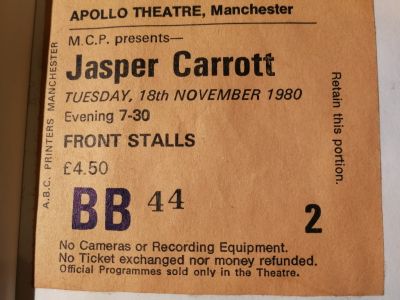 APOLLO THEATRE, Manchester
M.C.P. presents—
Jasper Carrott
TUESDAY, 18th NOVEMBER 1980
Evening 7-30
FRONT STALLS
£4.50
BB 44
2
No Cameras or Recording Equipment.
No Ticket exchanged nor money refunded.
Official Programmes sold only in the Theatre.
A.B.C. PRINTERS MANCHESTER
Retain this portion.